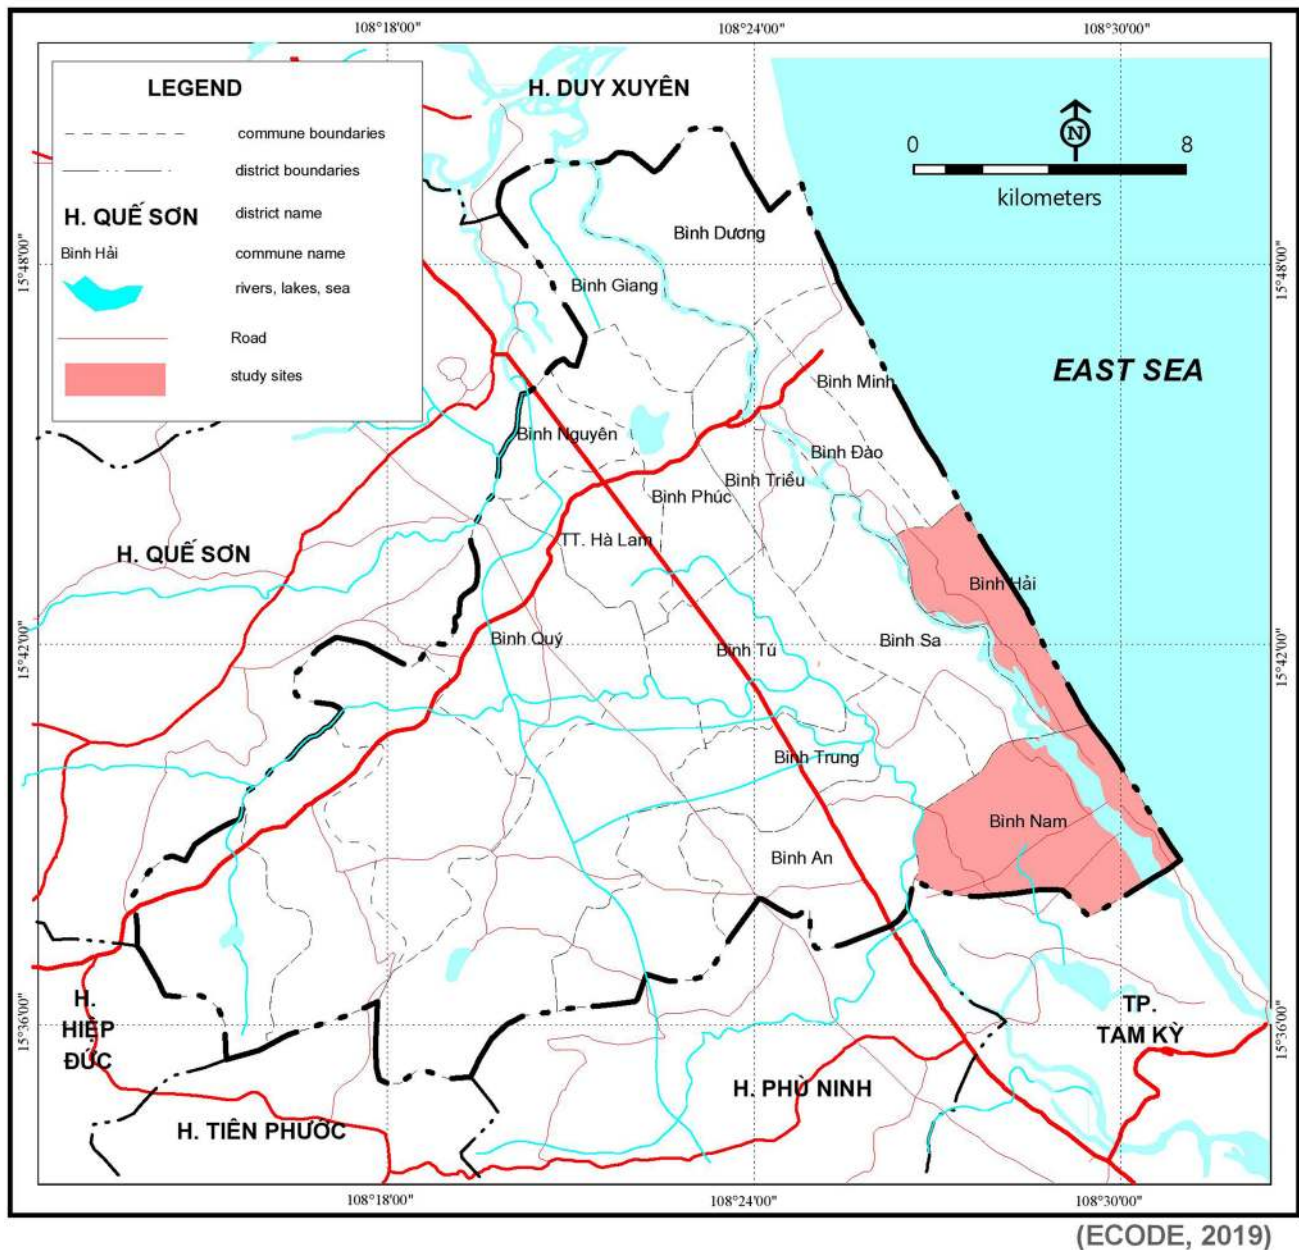 108°18'00" 108°24'00" 108°30'00"
LEGEND
commune boundaries
district boundaries
H. QUẾ SƠN district name
Bình Hải commune name
rivers, lakes, sea
Road
study sites
H. DUY XUYÊN
0 8
N
kilometers
15°48'00" 15°48'00"
Bình Dương
Bình Giang
EAST SEA
Bình Minh
Bình Nguyên
Bình Đào
Bình Triều
Bình Phúc
TT. Hà Lam
H. QUẾ SƠN
Bình Hải
15°42'00" 15°42'00"
Bình Quý
Bình Tú
Bình Sa
Bình Trung
Bình Nam
Bình An
15°36'00" 15°36'00"
H.
HIỆP
ĐỨC
TP.
TAM KỲ
H. PHÙ NINH
H. TIÊN PHƯỚC
108°18'00" 108°24'00" 108°30'00"
(ECODE, 2019)